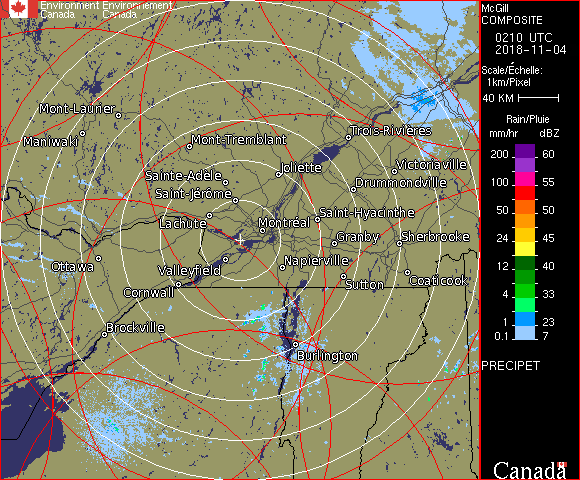 Environment Environnement
Canada Canada
McGill
COMPOSITE
0210 UTC
2018-11-04
Scale/Échelle:
1km/Pixel
40 KM
Rain/Pluie
mm/hr dBZ
200 60
55
100 55
50 50
24 45
12 40
4 33
1 23
0.1 7
PRECIPET
Canada
Mont-Laurier
Maniwaki
Mont-Tremblant
Trois-Rivières
Sainte-Adèle
Joliette
Victoriaville
Saint-Jérôme
Drummondville
Lachute
Montréal
Saint-Hyacinthe
Granby
Sherbrooke
Ottawa
Valleyfield
Napierville
Cornwall
Sutton
Coaticook
Brockville
Burlington